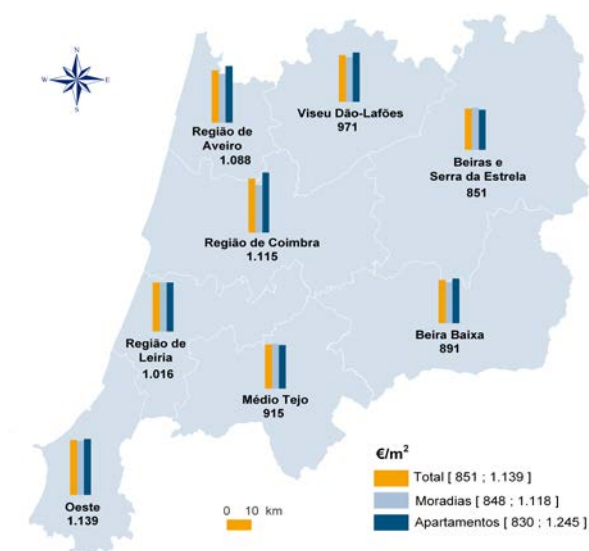 N
W E
S
Viseu Dão-Lafões
971
Região de
Aveiro
1.088
Beiras e
Serra da Estrela
851
Região de Coimbra
1.115
Região de
Leiria
1.016
Médio Tejo
915
Beira Baixa
891
Oeste
1.139
0 10 km
€/m²
Total [ 851 ; 1.139 ]
Moradias [ 848 ; 1.118 ]
Apartamentos [ 830 ; 1.245 ]